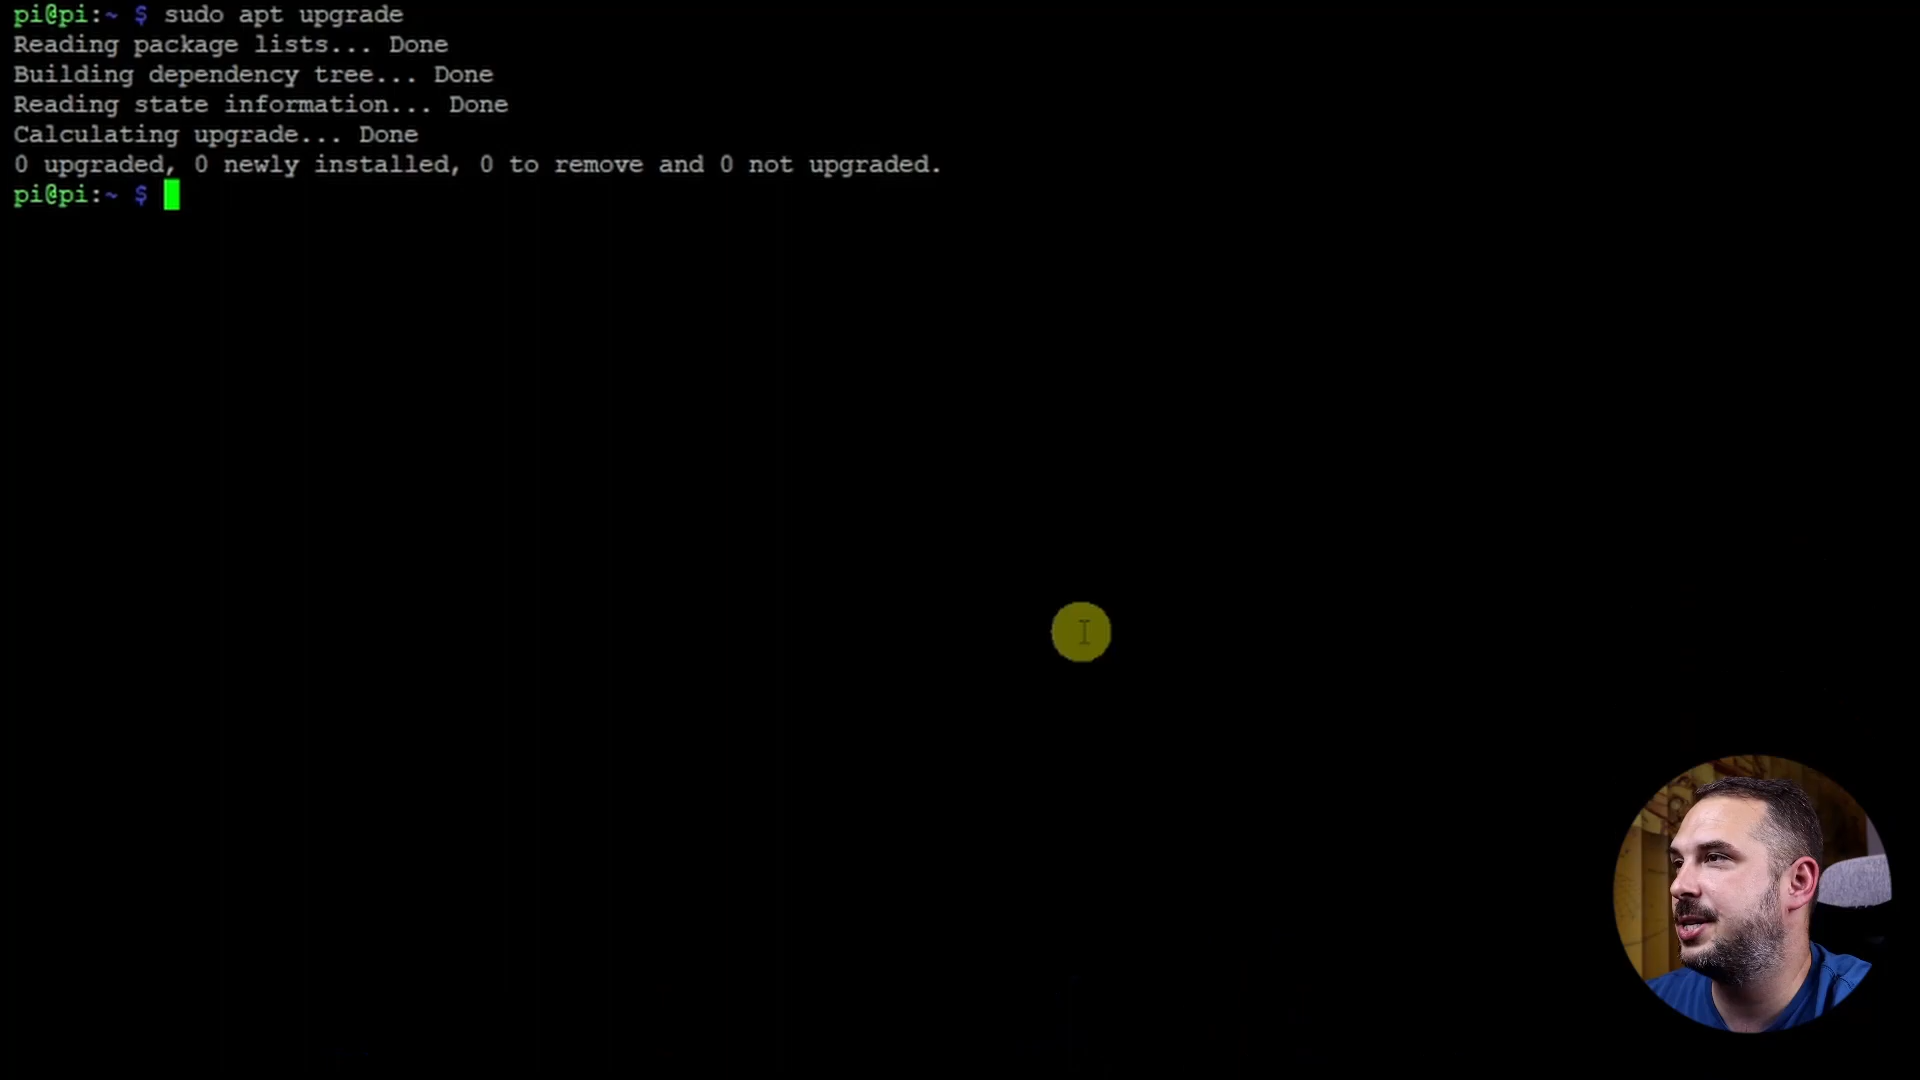 pi@pi:~ $ sudo apt upgrade
Reading package lists... Done
Building dependency tree... Done
Reading state information... Done
Calculating upgrade... Done
0 upgraded, 0 newly installed, 0 to remove and 0 not upgraded.
pi@pi:~ $